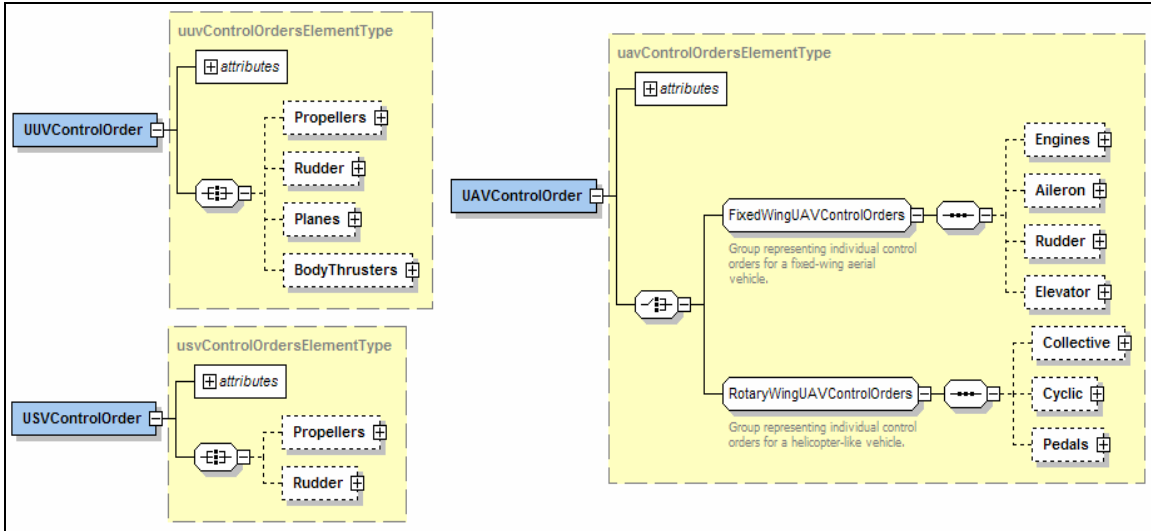 uuvControlOrdersElementType
attributes
UUVControlOrder
Propellers
Rudder
Planes
BodyThrusters
usvControlOrdersElementType
attributes
USVControlOrder
Propellers
Rudder
uavControlOrdersElementType
attributes
UAVControlOrder
FixedWingUAVControlOrders
Group representing individual control
orders for a fixed-wing aerial
vehicle.
Engines
Aileron
Rudder
Elevator
RotaryWingUAVControlOrders
Group representing individual control
orders for a helicopter-like vehicle.
Collective
Cyclic
Pedals